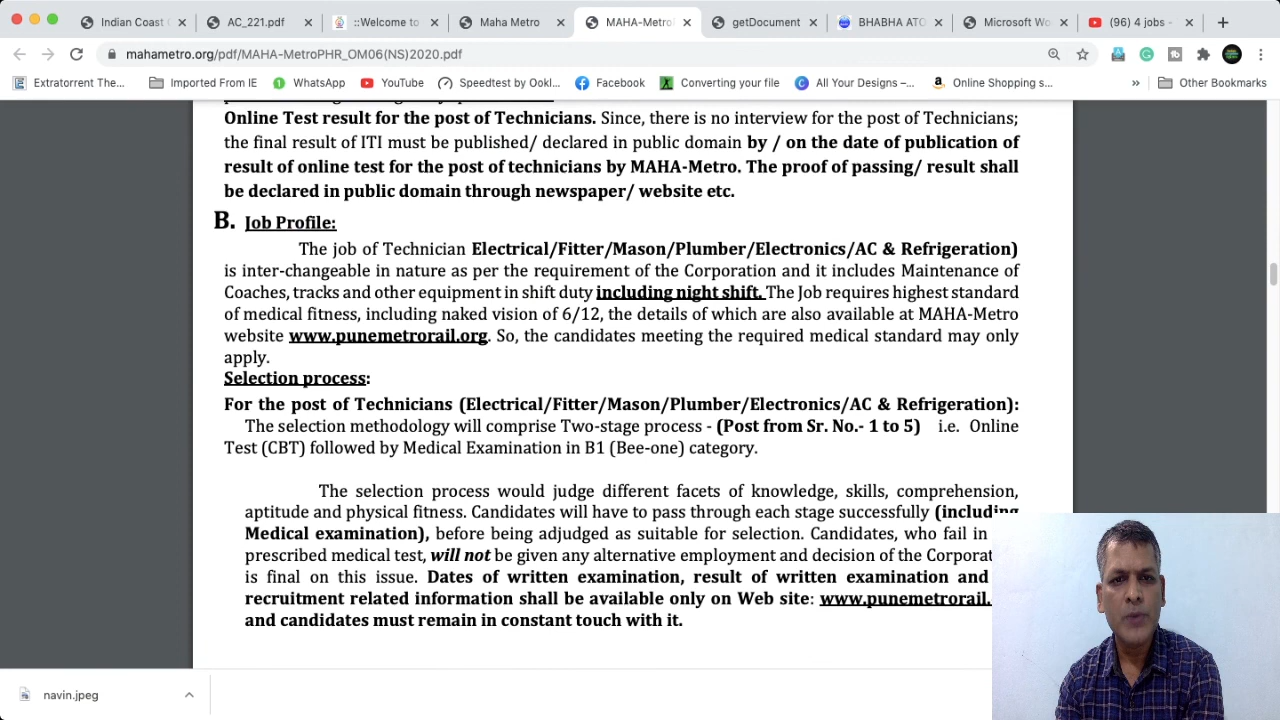 Indian Coast G
AC_221.pdf
::Welcome to
Maha Metro
MAHA-Metro
getDocument
BHABHA ATO
Microsoft Wo
(96) 4 jobs -
mahametro.org/pdf/MAHA-MetroPHR_OM06(NS)2020.pdf
Extratorrent The...
Imported From IE
WhatsApp
YouTube
Speedtest by Ookl...
Facebook
Converting your file
All Your Designs –...
Online Shopping s...
»
Other Bookmarks
Online Test result for the post of Technicians. Since, there is no interview for the post of Technicians;
the final result of ITI must be published/ declared in public domain by / on the date of publication of
result of online test for the post of technicians by MAHA-Metro. The proof of passing/ result shall
be declared in public domain through newspaper/ website etc.
B. Job Profile:
The job of Technician Electrical/Fitter/Mason/Plumber/Electronics/AC & Refrigeration)
is inter-changeable in nature as per the requirement of the Corporation and it includes Maintenance of
Coaches, tracks and other equipment in shift duty including night shift. The Job requires highest standard
of medical fitness, including naked vision of 6/12, the details of which are also available at MAHA-Metro
website www.punemetrorail.org. So, the candidates meeting the required medical standard may only
apply.
Selection process:
For the post of Technicians (Electrical/Fitter/Mason/Plumber/Electronics/AC & Refrigeration):
The selection methodology will comprise Two-stage process - (Post from Sr. No.- 1 to 5) i.e. Online
Test (CBT) followed by Medical Examination in B1 (Bee-one) category.
The selection process would judge different facets of knowledge, skills, comprehension,
aptitude and physical fitness. Candidates will have to pass through each stage successfully (including
Medical examination), before being adjudged as suitable for selection. Candidates, who fail in
prescribed medical test, will not be given any alternative employment and decision of the Corporat
is final on this issue. Dates of written examination, result of written examination and
recruitment related information shall be available only on Web site: www.punemetrorail.
and candidates must remain in constant touch with it.
navin.jpeg